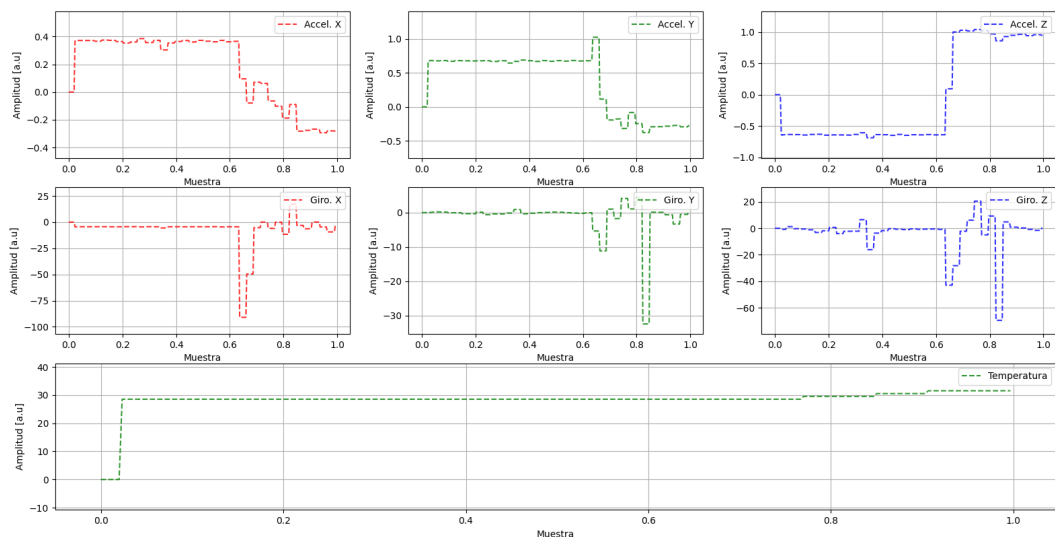 Accel. X
Amplitud [a.u]
0.4
0.2
0.0
−0.2
−0.4
0.0 0.2 0.4 0.6 0.8 1.0
Muestra
Accel. Y
Amplitud [a.u]
1.0
0.5
0.0
−0.5
0.0 0.2 0.4 0.6 0.8 1.0
Muestra
Accel. Z
Amplitud [a.u]
1.0
0.5
0.0
−0.5
−1.0
0.0 0.2 0.4 0.6 0.8 1.0
Muestra
Giro. X
Amplitud [a.u]
25
0
−25
−50
−75
−100
0.0 0.2 0.4 0.6 0.8 1.0
Muestra
Giro. Y
Amplitud [a.u]
0
−10
−20
−30
0.0 0.2 0.4 0.6 0.8 1.0
Muestra
Giro. Z
Amplitud [a.u]
20
0
−20
−40
−60
0.0 0.2 0.4 0.6 0.8 1.0
Muestra
Temperatura
Amplitud [a.u]
40
30
20
10
0
−10
0.0 0.2 0.4 0.6 0.8 1.0
Muestra